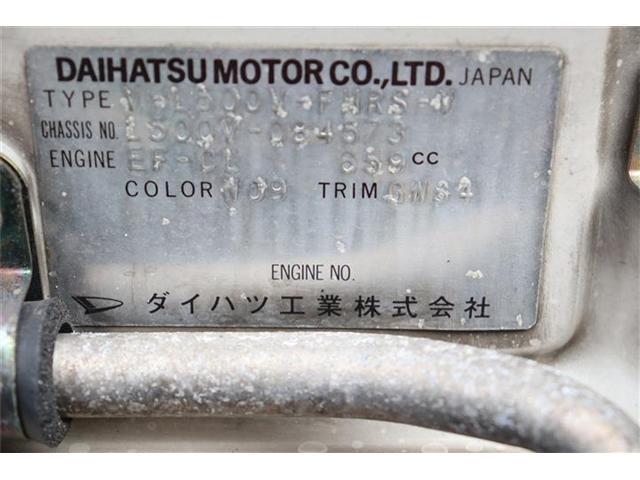 DAIHATSU MOTOR CO.,LTD. JAPAN
TYPE V-L500V-FMRS-V
CHASSIS NO. L500V-084573
ENGINE EF-CL 659 CC
COLOR W09 TRIM GW84
ENGINE NO.
ダイハツ工業株式会社